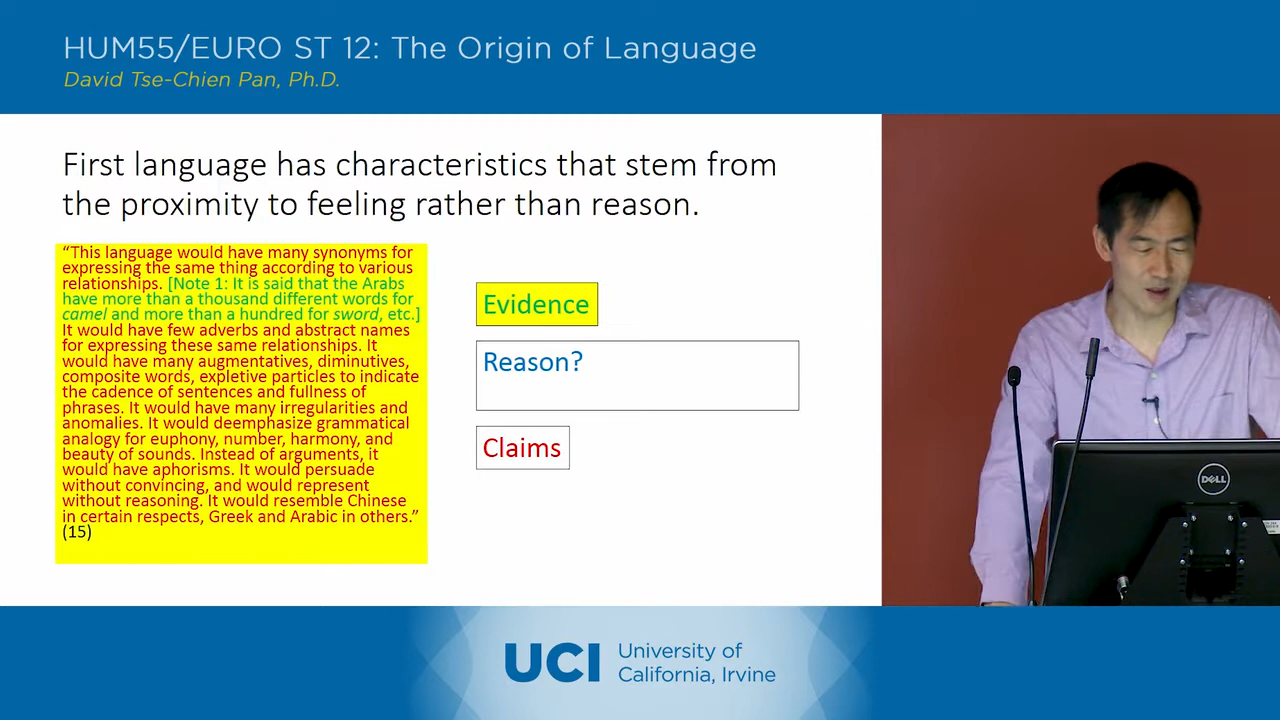 HUM55/EURO ST 12: The Origin of Language
David Tse-Chien Pan, Ph.D.
First language has characteristics that stem from
the proximity to feeling rather than reason.
“This language would have many synonyms for
expressing the same thing according to various
relationships. [Note 1: It is said that the Arabs
have more than a thousand different words for
camel and more than a hundred for sword, etc.]
It would have few adverbs and abstract names
for expressing these same relationships. It
would have many augmentatives, diminutives,
composite words, expletive particles to indicate
the cadence of sentences and fullness of
phrases. It would have many irregularities and
anomalies. It would deemphasize grammatical
analogy for euphony, number, harmony, and
beauty of sounds. Instead of arguments, it
would have aphorisms. It would persuade
without convincing, and would represent
without reasoning. It would resemble Chinese
in certain respects, Greek and Arabic in others.”
(15)
Evidence
Reason?
Claims
DELL
UCI University of
California, Irvine